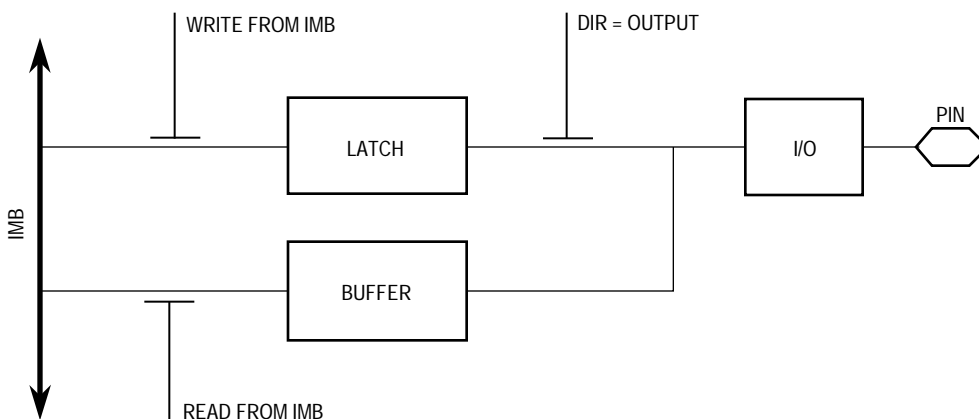 WRITE FROM IMB
DIR = OUTPUT
PIN
LATCH
I/O
IMB
BUFFER
READ FROM IMB